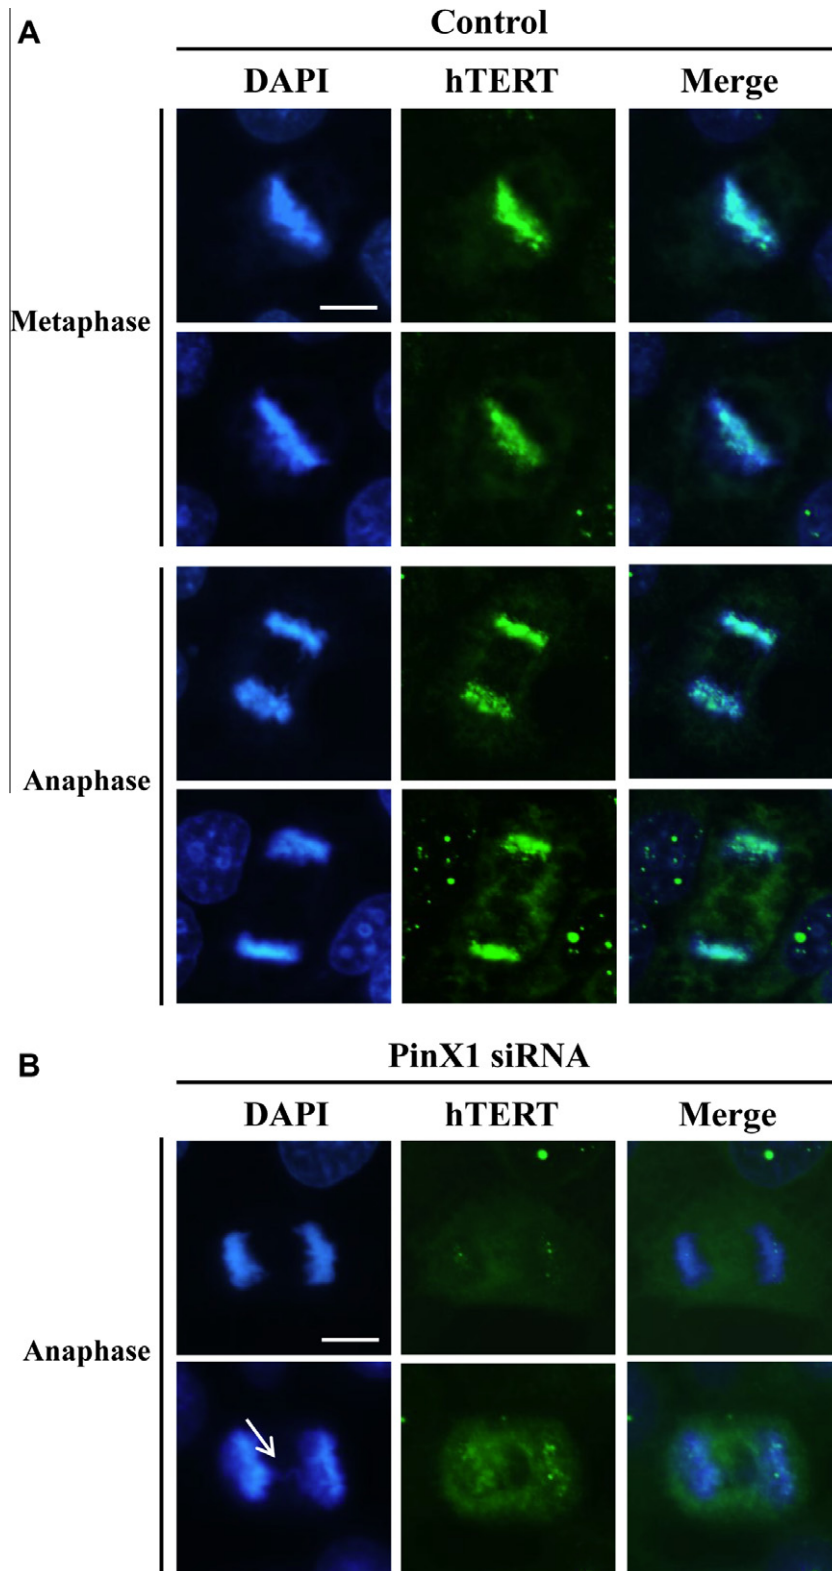 A
Control
DAPI hTERT Merge
Metaphase
Anaphase
B
PinX1 siRNA
DAPI hTERT Merge
Anaphase